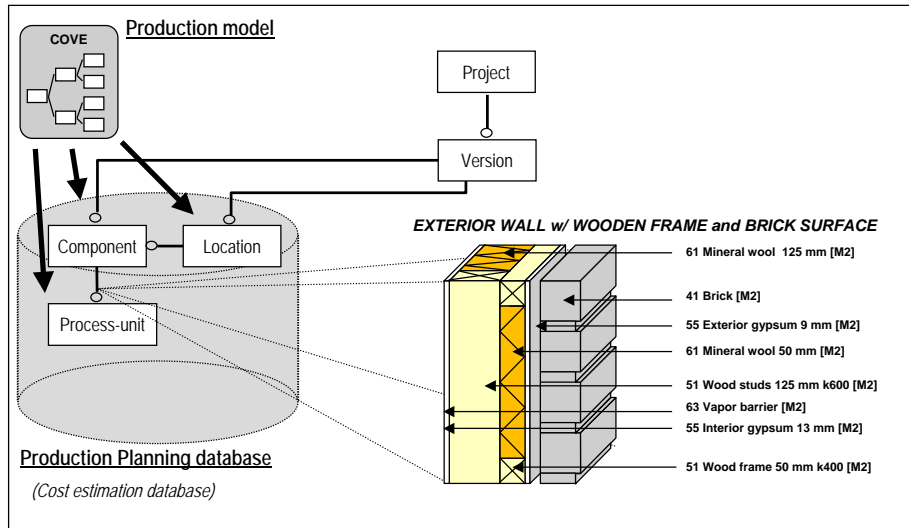 Production model
COVE
Project
Version
Component
Location
Process-unit
Production Planning database
(Cost estimation database)
EXTERIOR WALL w/ WOODEN FRAME and BRICK SURFACE
61 Mineral wool 125 mm [M2]
41 Brick [M2]
55 Exterior gypsum 9 mm [M2]
61 Mineral wool 50 mm [M2]
51 Wood studs 125 mm k600 [M2]
63 Vapor barrier [M2]
55 Interior gypsum 13 mm [M2]
51 Wood frame 50 mm k400 [M2]